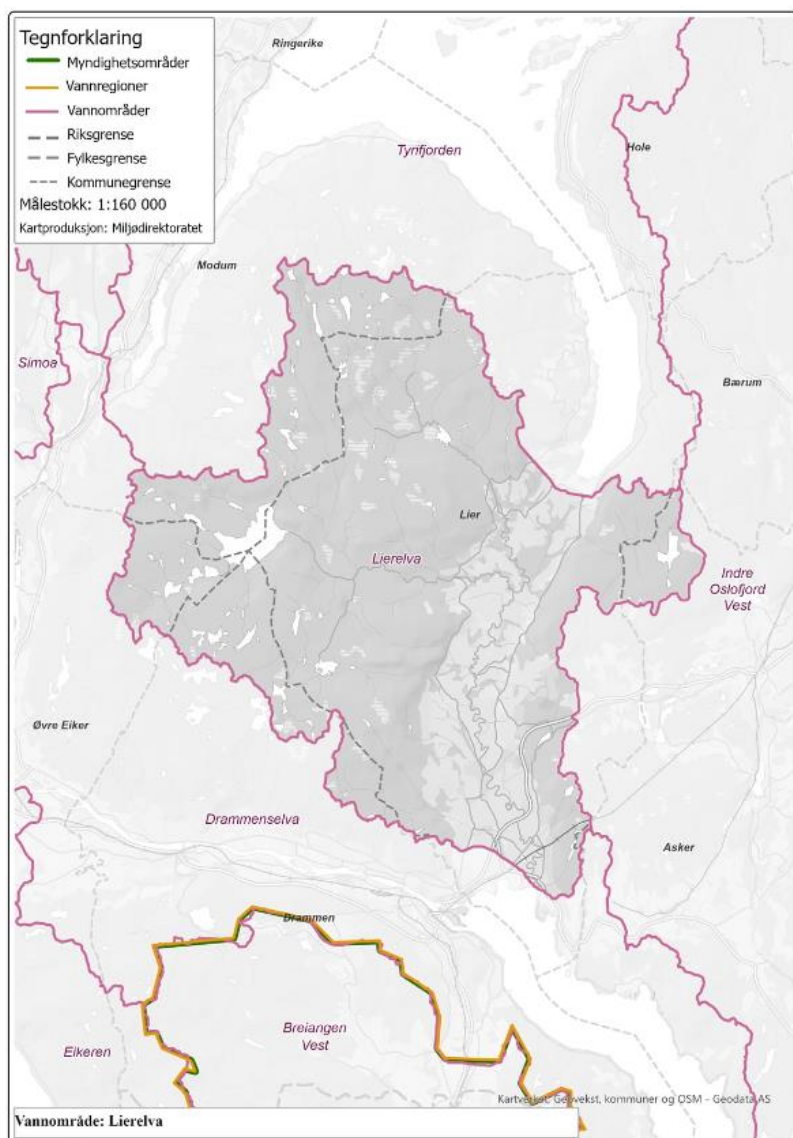 Tegnforklaring
Myndighetsområder
Vannregioner
Vannområder
Riksgrense
Fylkesgrense
Kommunegrense
Målestokk: 1:160 000
Kartproduksjon: Miljødirektoratet
Ringerike
Tyrifjorden
Hole
Modum
Simoa
Bærum
Lier
Lierelva
Indre
Oslofjord
Vest
Øvre Eiker
Drammenselva
Asker
Drammen
Breiangen
Vest
Eikeren
Kartverket, Geovekst, kommuner og OSM - Geodata AS
Vannområde: Lierelva